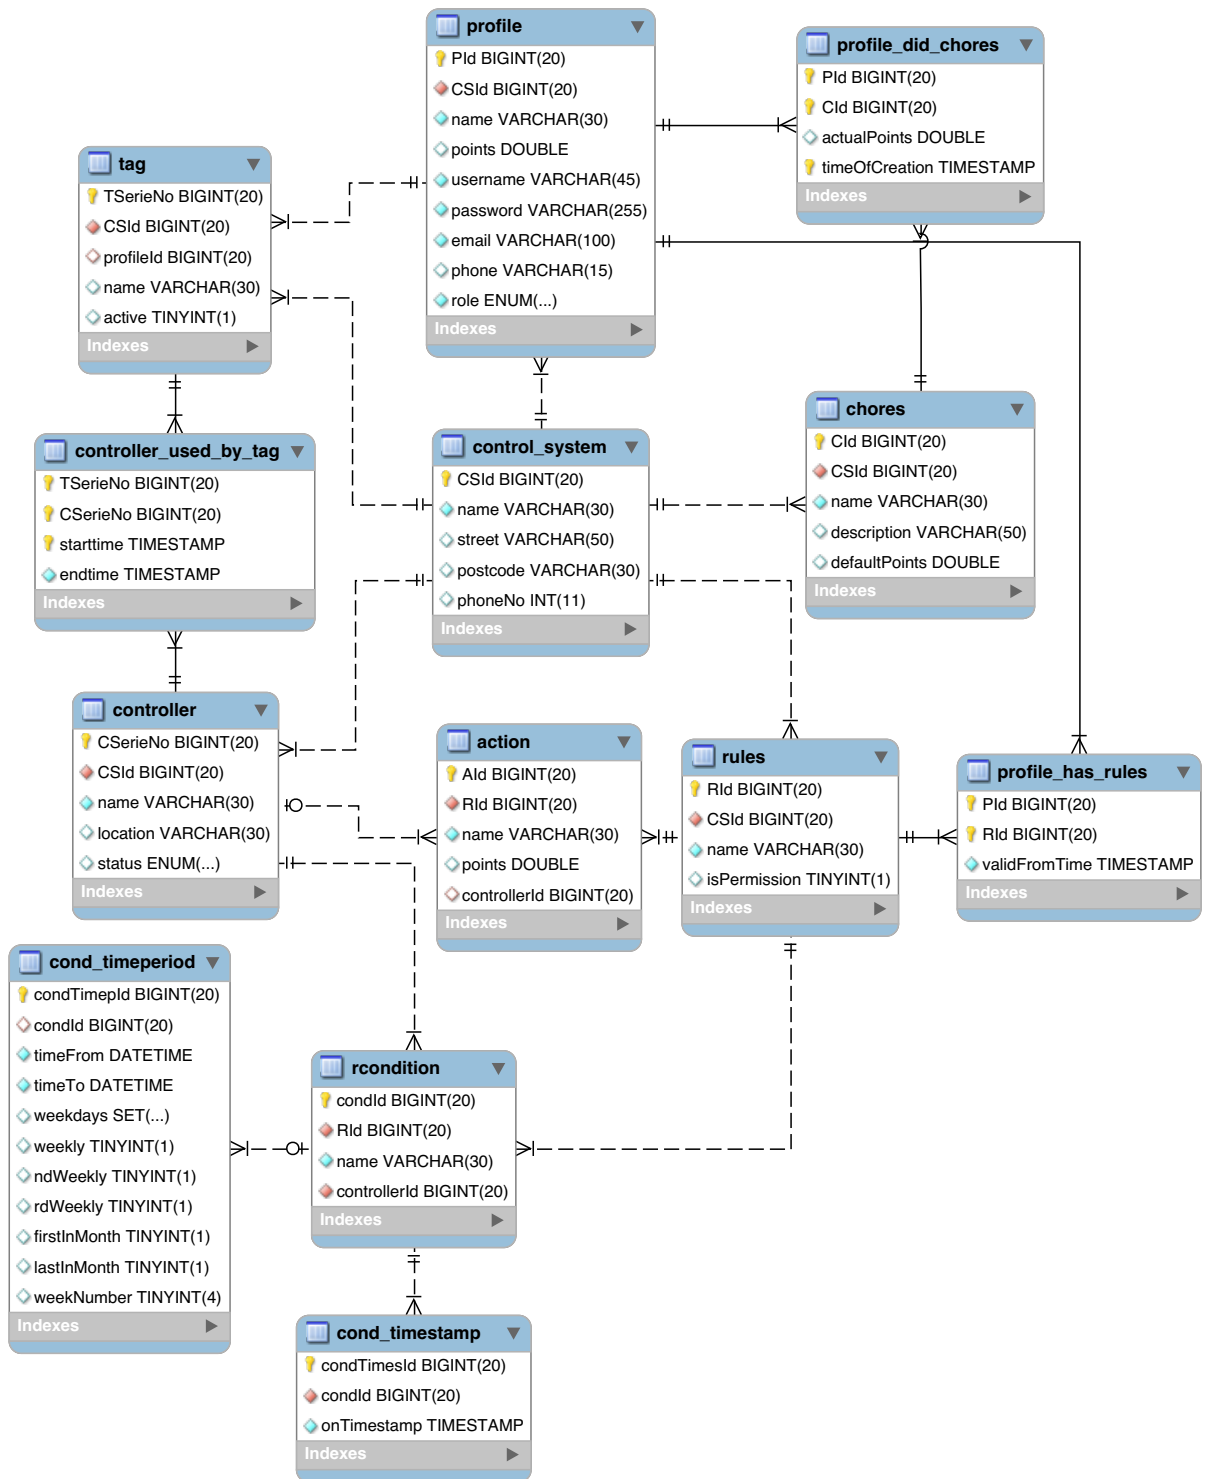 profile
PId BIGINT(20)
CSId BIGINT(20)
name VARCHAR(30)
points DOUBLE
username VARCHAR(45)
password VARCHAR(255)
email VARCHAR(100)
phone VARCHAR(15)
role ENUM(...)
Indexes
profile_did_chores
PId BIGINT(20)
CId BIGINT(20)
actualPoints DOUBLE
timeOfCreation TIMESTAMP
Indexes
tag
TSerieNo BIGINT(20)
CSId BIGINT(20)
profileId BIGINT(20)
name VARCHAR(30)
active TINYINT(1)
Indexes
controller_used_by_tag
TSerieNo BIGINT(20)
CSerieNo BIGINT(20)
starttime TIMESTAMP
endtime TIMESTAMP
Indexes
control_system
CSId BIGINT(20)
name VARCHAR(30)
street VARCHAR(50)
postcode VARCHAR(30)
phoneNo INT(11)
Indexes
chores
CId BIGINT(20)
CSId BIGINT(20)
name VARCHAR(30)
description VARCHAR(50)
defaultPoints DOUBLE
Indexes
controller
CSerieNo BIGINT(20)
CSId BIGINT(20)
name VARCHAR(30)
location VARCHAR(30)
status ENUM(...)
Indexes
action
AId BIGINT(20)
RId BIGINT(20)
name VARCHAR(30)
points DOUBLE
controllerId BIGINT(20)
Indexes
rules
RId BIGINT(20)
CSId BIGINT(20)
name VARCHAR(30)
isPermission TINYINT(1)
Indexes
profile_has_rules
PId BIGINT(20)
RId BIGINT(20)
validFromTime TIMESTAMP
Indexes
cond_timeperiod
condTimepId BIGINT(20)
condId BIGINT(20)
timeFrom DATETIME
timeTo DATETIME
weekdays SET(...)
weekly TINYINT(1)
ndWeekly TINYINT(1)
rdWeekly TINYINT(1)
firstInMonth TINYINT(1)
lastInMonth TINYINT(1)
weekNumber TINYINT(4)
Indexes
rcondition
condId BIGINT(20)
RId BIGINT(20)
name VARCHAR(30)
controllerId BIGINT(20)
Indexes
cond_timestamp
condTimesId BIGINT(20)
condId BIGINT(20)
onTimestamp TIMESTAMP
Indexes